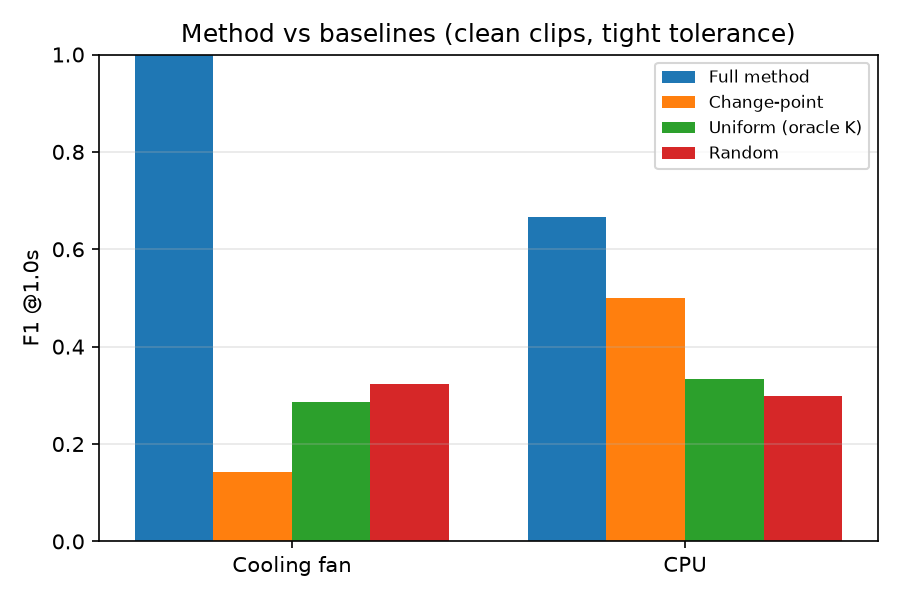 Method vs baselines (clean clips, tight tolerance)
Full method
Change-point
Uniform (oracle K)
Random
F1 @1.0s
1.0
0.8
0.6
0.4
0.2
0.0
Cooling fan
CPU